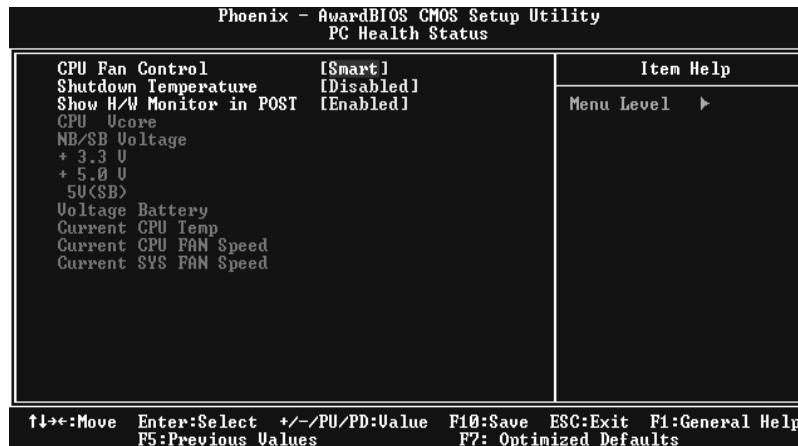 Phoenix - AwardBIOS CMOS Setup Utility
PC Health Status
CPU Fan Control [Smart]
Shutdown Temperature [Disabled]
Show H/W Monitor in POST [Enabled]
CPU Vcore
NB/SB Voltage
+ 3.3 V
+ 5.0 V
5V(SB)
Voltage Battery
Current CPU Temp
Current CPU FAN Speed
Current SYS FAN Speed
Item Help
Menu Level ▶
↑↓→←:Move Enter:Select +/-/PU/PD:Value F10:Save ESC:Exit F1:General Help
F5:Previous Values F7: Optimized Defaults